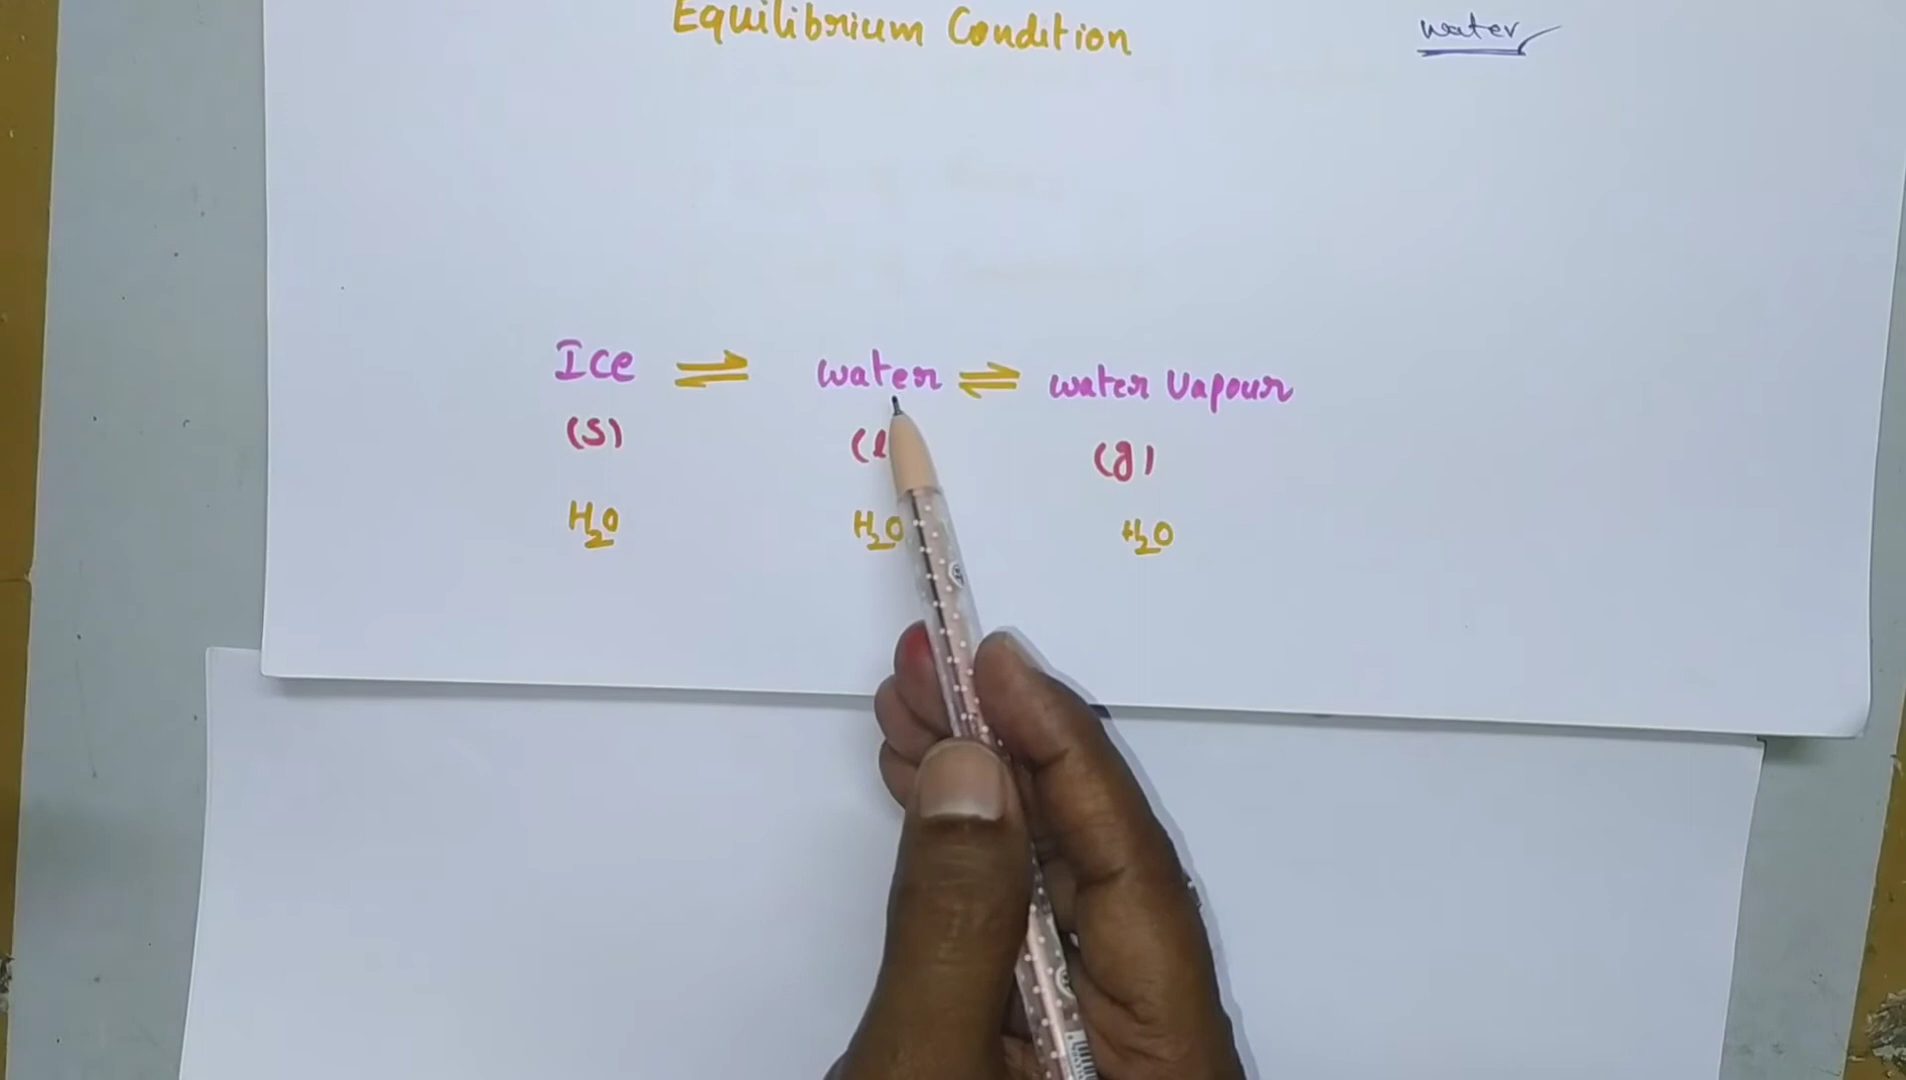 Equilibrium Condition
water
Ice ⇌ water ⇌ water Vapour
(S) (l (g)
H2O H2O H2O